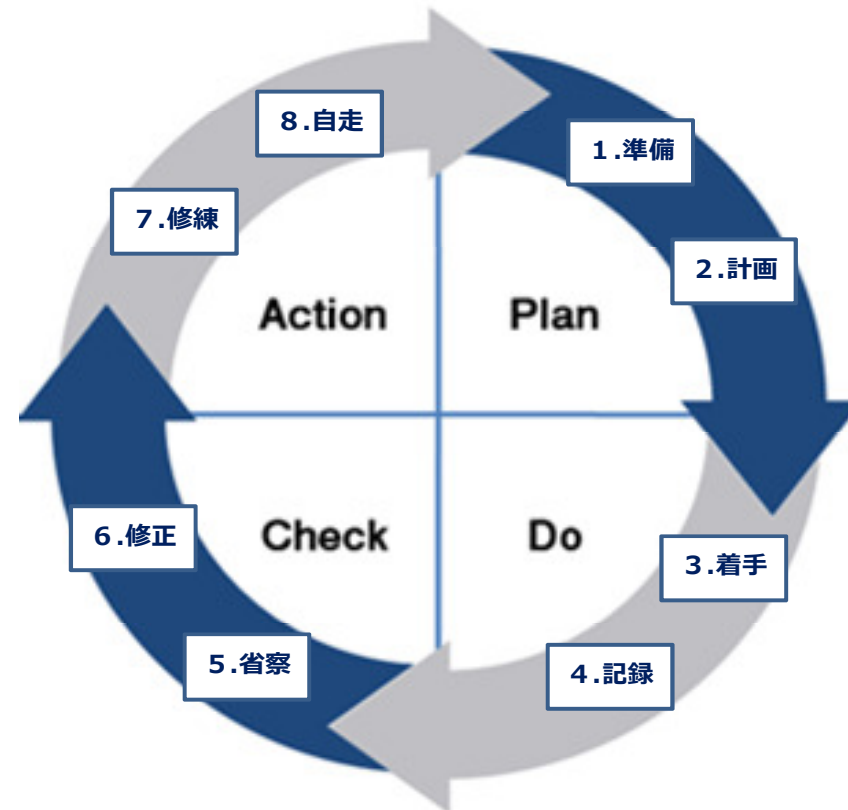 ８.自走
１.準備
７.修練
２.計画
Action
Plan
６.修正
Check
Do
３.着手
５.省察
４.記録